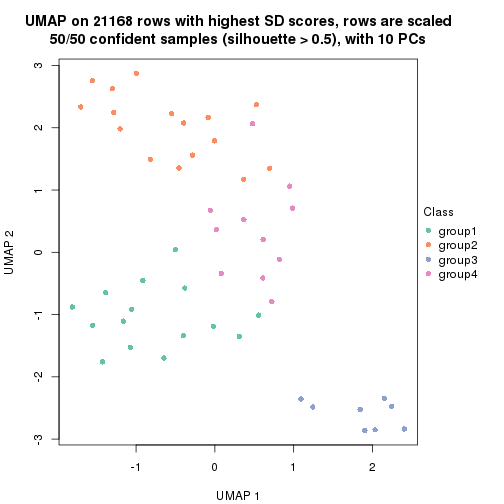 UMAP on 21168 rows with highest SD scores, rows are scaled
50/50 confident samples (silhouette > 0.5), with 10 PCs
3
2
1
0
-1
-2
-3
UMAP 2
-1
0
1
2
UMAP 1
Class
group1
group2
group3
group4